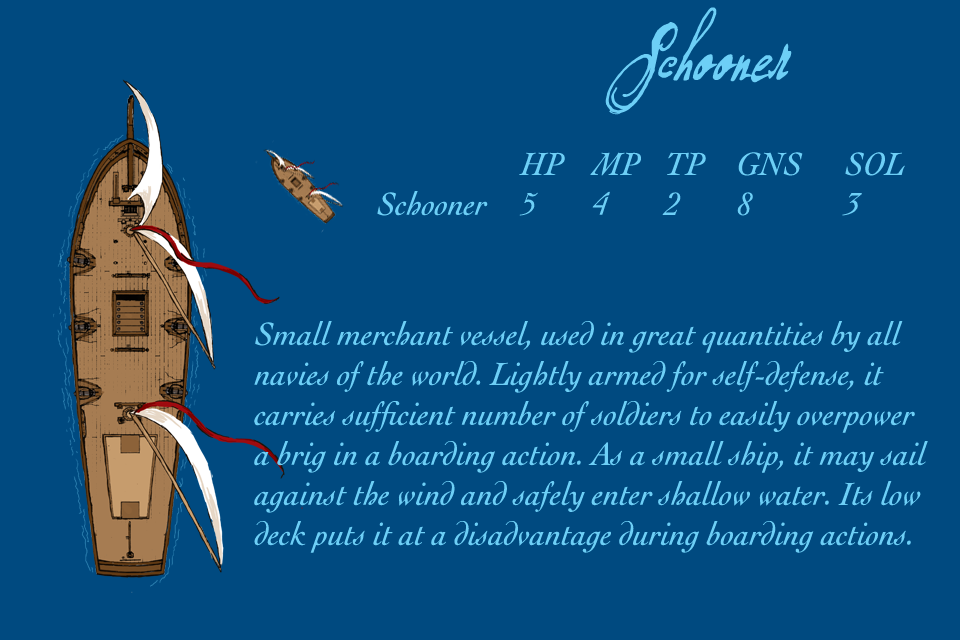 Schooner
HP MP TP GNS SOL
Schooner 5 4 2 8 3
Small merchant vessel, used in great quantities by all
navies of the world. Lightly armed for self-defense, it
carries sufficient number of soldiers to easily overpower
a brig in a boarding action. As a small ship, it may sail
against the wind and safely enter shallow water. Its low
deck puts it at a disadvantage during boarding actions.